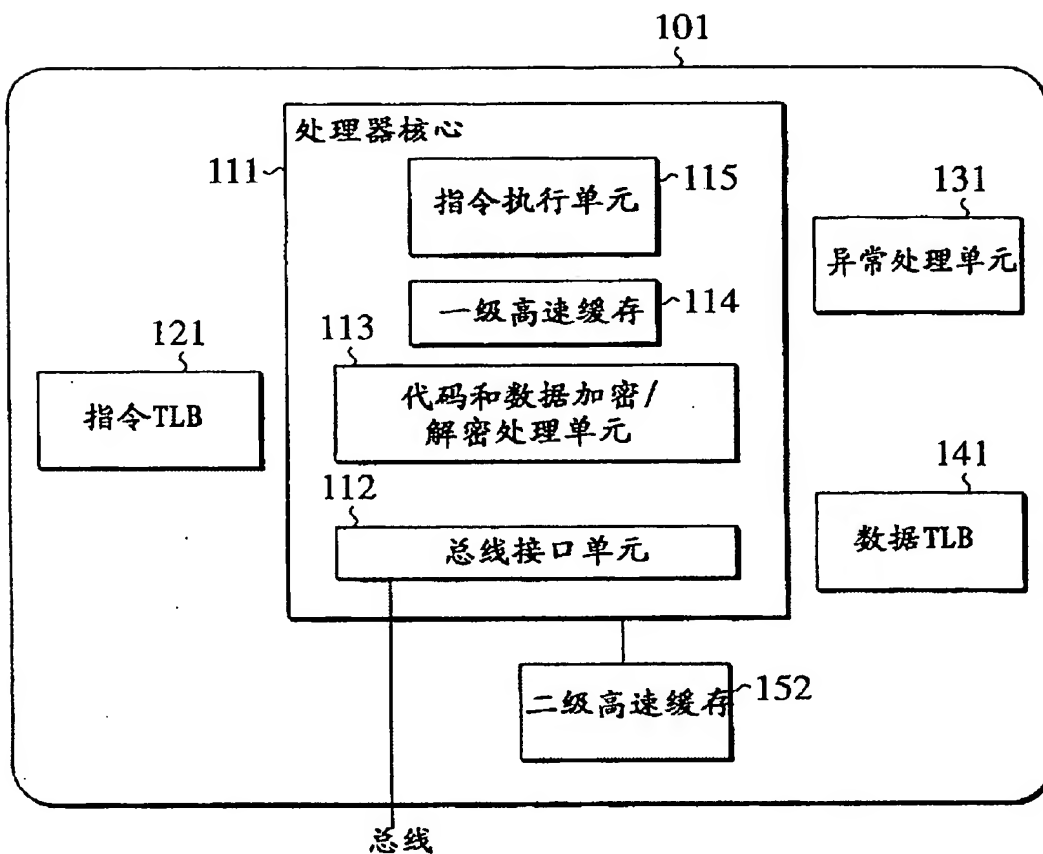 101
处理器核心
111
指令执行单元
115
131
异常处理单元
一级高速缓存
114
113
121
代码和数据加密/
解密处理单元
指令TLB
112
141
总线接口单元
数据TLB
二级高速缓存
152
总线